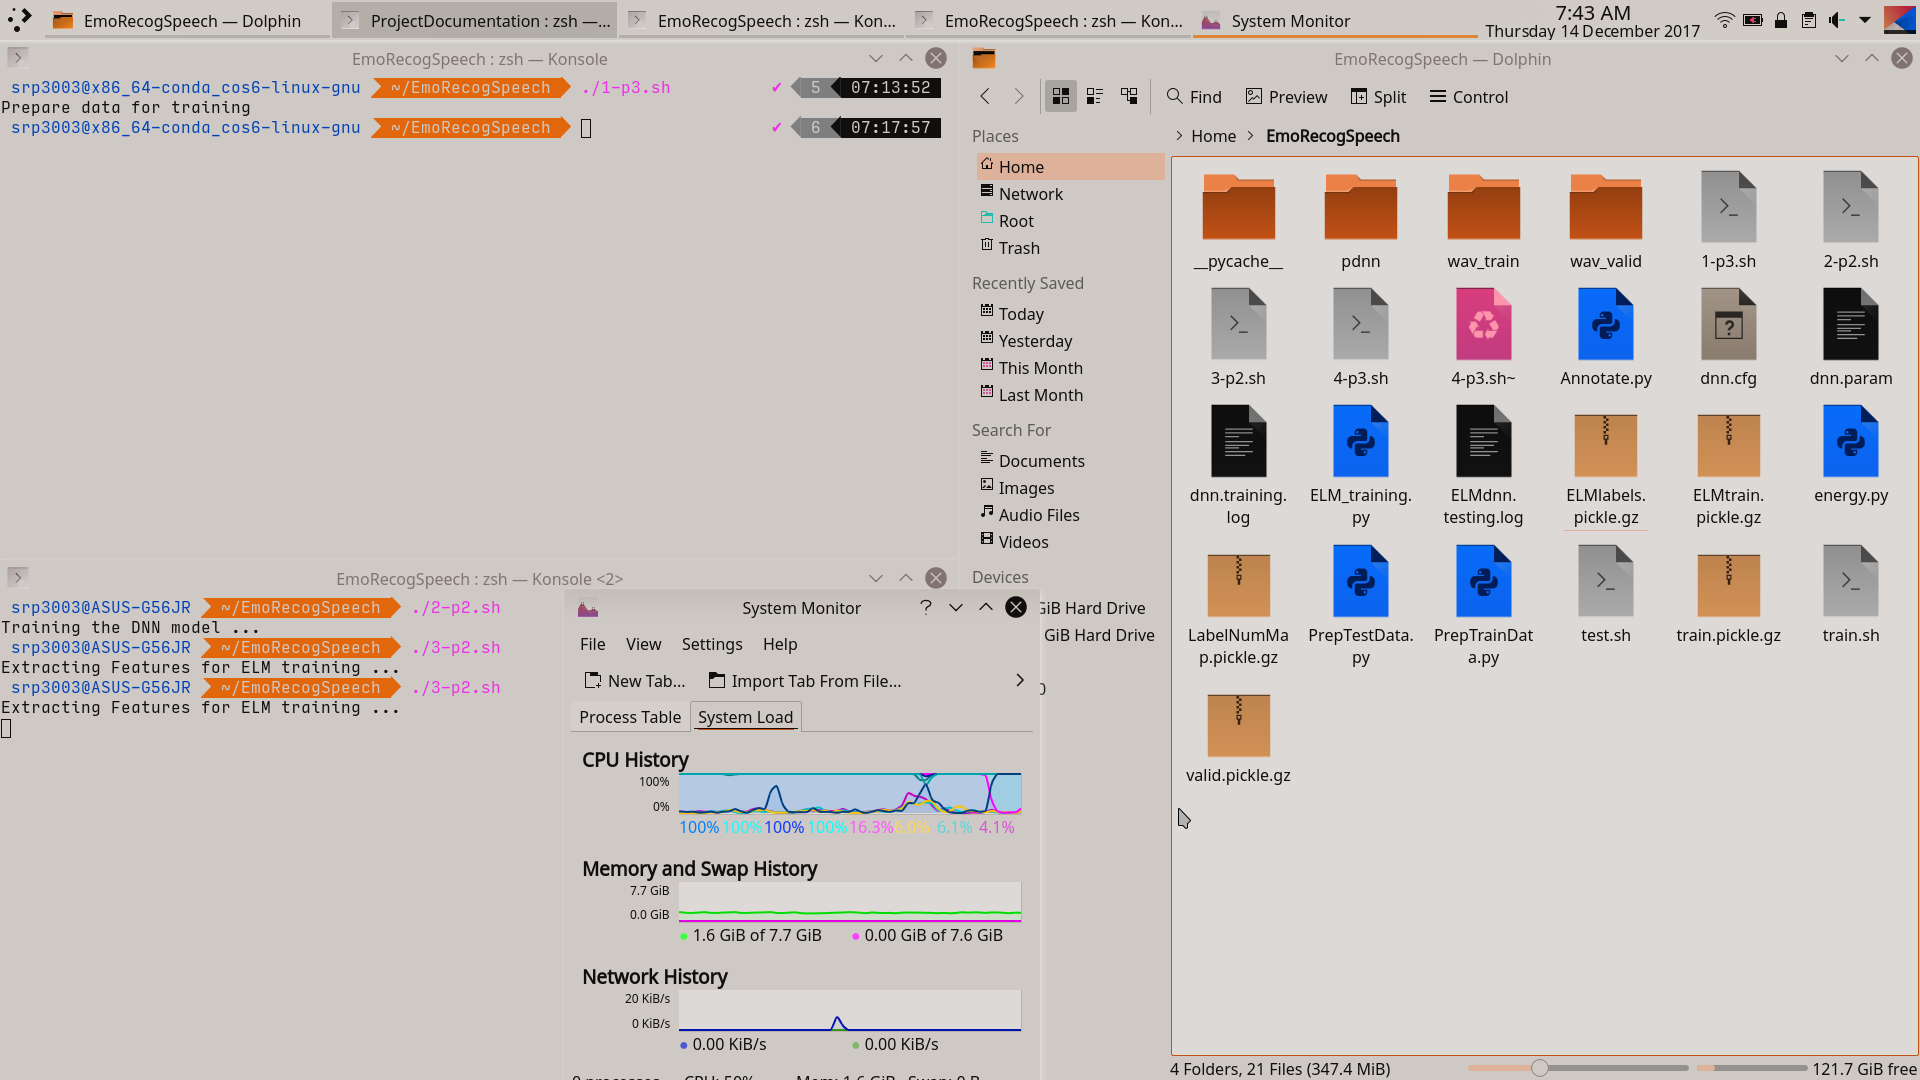 EmoRecogSpeech — Dolphin
ProjectDocumentation : zsh —...
EmoRecogSpeech : zsh — Kon...
EmoRecogSpeech : zsh — Kon...
System Monitor
7:43 AM
Thursday 14 December 2017
EmoRecogSpeech : zsh — Konsole
srp3003@x86_64-conda_cos6-linux-gnu ~/EmoRecogSpeech ./1-p3.sh ✔ 5 07:13:52
Prepare data for training
srp3003@x86_64-conda_cos6-linux-gnu ~/EmoRecogSpeech ✔ 6 07:17:57
EmoRecogSpeech : zsh — Konsole <2>
srp3003@ASUS-G56JR ~/EmoRecogSpeech ./2-p2.sh
Training the DNN model ...
srp3003@ASUS-G56JR ~/EmoRecogSpeech ./3-p2.sh
Extracting Features for ELM training ...
srp3003@ASUS-G56JR ~/EmoRecogSpeech ./3-p2.sh
Extracting Features for ELM training ...
System Monitor
File View Settings Help
New Tab... Import Tab From File...
Process Table System Load
CPU History
100%
0%
100% 100% 100% 100% 16.3% 6.0% 6.1% 4.1%
Memory and Swap History
7.7 GiB
0.0 GiB
1.6 GiB of 7.7 GiB 0.00 GiB of 7.6 GiB
Network History
20 KiB/s
0 KiB/s
0.00 KiB/s 0.00 KiB/s
EmoRecogSpeech — Dolphin
Find Preview Split Control
Places
Home
Network
Root
Trash
Recently Saved
Today
Yesterday
This Month
Last Month
Search For
Documents
Images
Audio Files
Videos
Devices
GiB Hard Drive
GiB Hard Drive
Home > EmoRecogSpeech
__pycache__ pdnn wav_train wav_valid 1-p3.sh 2-p2.sh
3-p2.sh 4-p3.sh 4-p3.sh~ Annotate.py dnn.cfg dnn.param
dnn.training.log ELM_training.py ELMdnn.testing.log ELMlabels.pickle.gz ELMtrain.pickle.gz energy.py
LabelNumMap.pickle.gz PrepTestData.py PrepTrainData.py test.sh train.pickle.gz train.sh
valid.pickle.gz
4 Folders, 21 Files (347.4 MiB) 121.7 GiB free